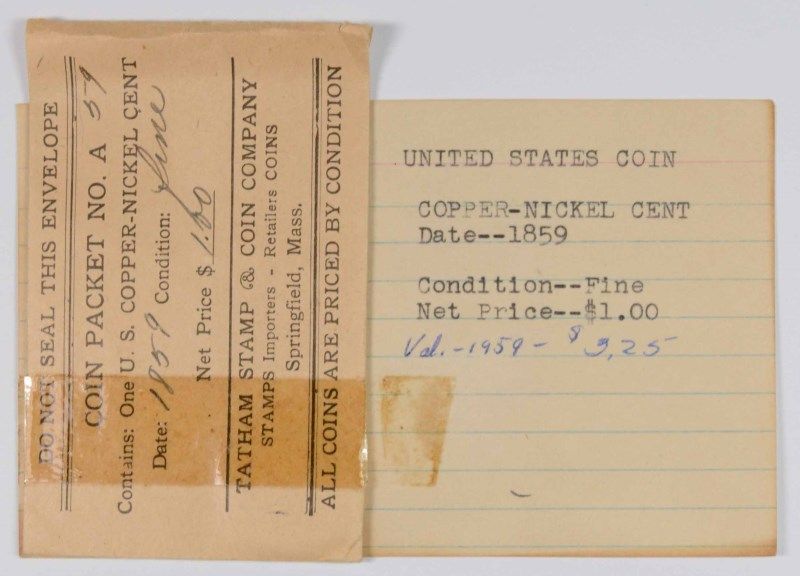 DO NOT SEAL THIS ENVELOPE
COIN PACKET NO. A 59
Contains: One U. S. COPPER-NICKEL CENT
Date: 1859 Condition: fine
Net Price $ 1.00
TATHAM STAMP & COIN COMPANY
STAMPS Importers - Retailers COINS
Springfield, Mass.
ALL COINS ARE PRICED BY CONDITION
UNITED STATES COIN
COPPER-NICKEL CENT
Date--1859
Condition--Fine
Net Price--$1.00
Val.-1959- $3,25